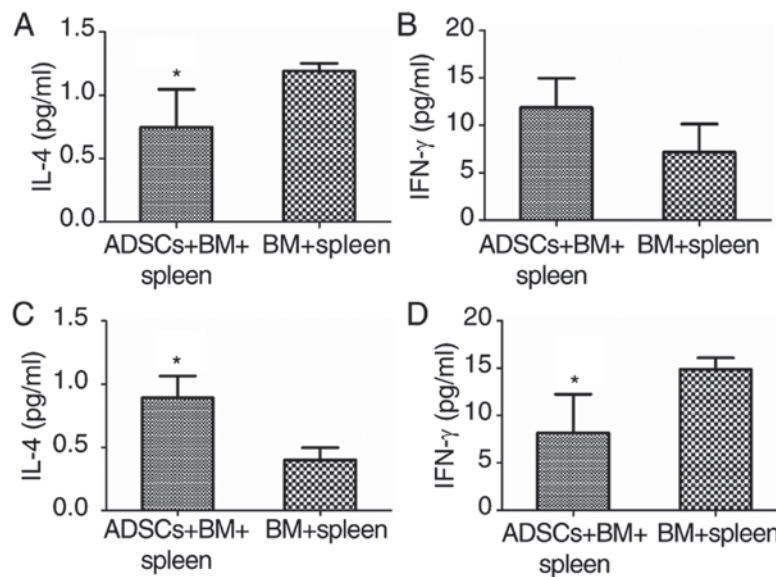 A
IL-4 (pg/ml)
1.5
1.0
0.5
0.0
*
ADSCs+BM+
spleen
BM+spleen
B
IFN-γ (pg/ml)
20
15
10
5
0
ADSCs+BM+
spleen
BM+spleen
C
IL-4 (pg/ml)
1.5
1.0
0.5
0.0
*
ADSCs+BM+
spleen
BM+spleen
D
IFN-γ (pg/ml)
20
15
10
5
0
*
ADSCs+BM+
spleen
BM+spleen